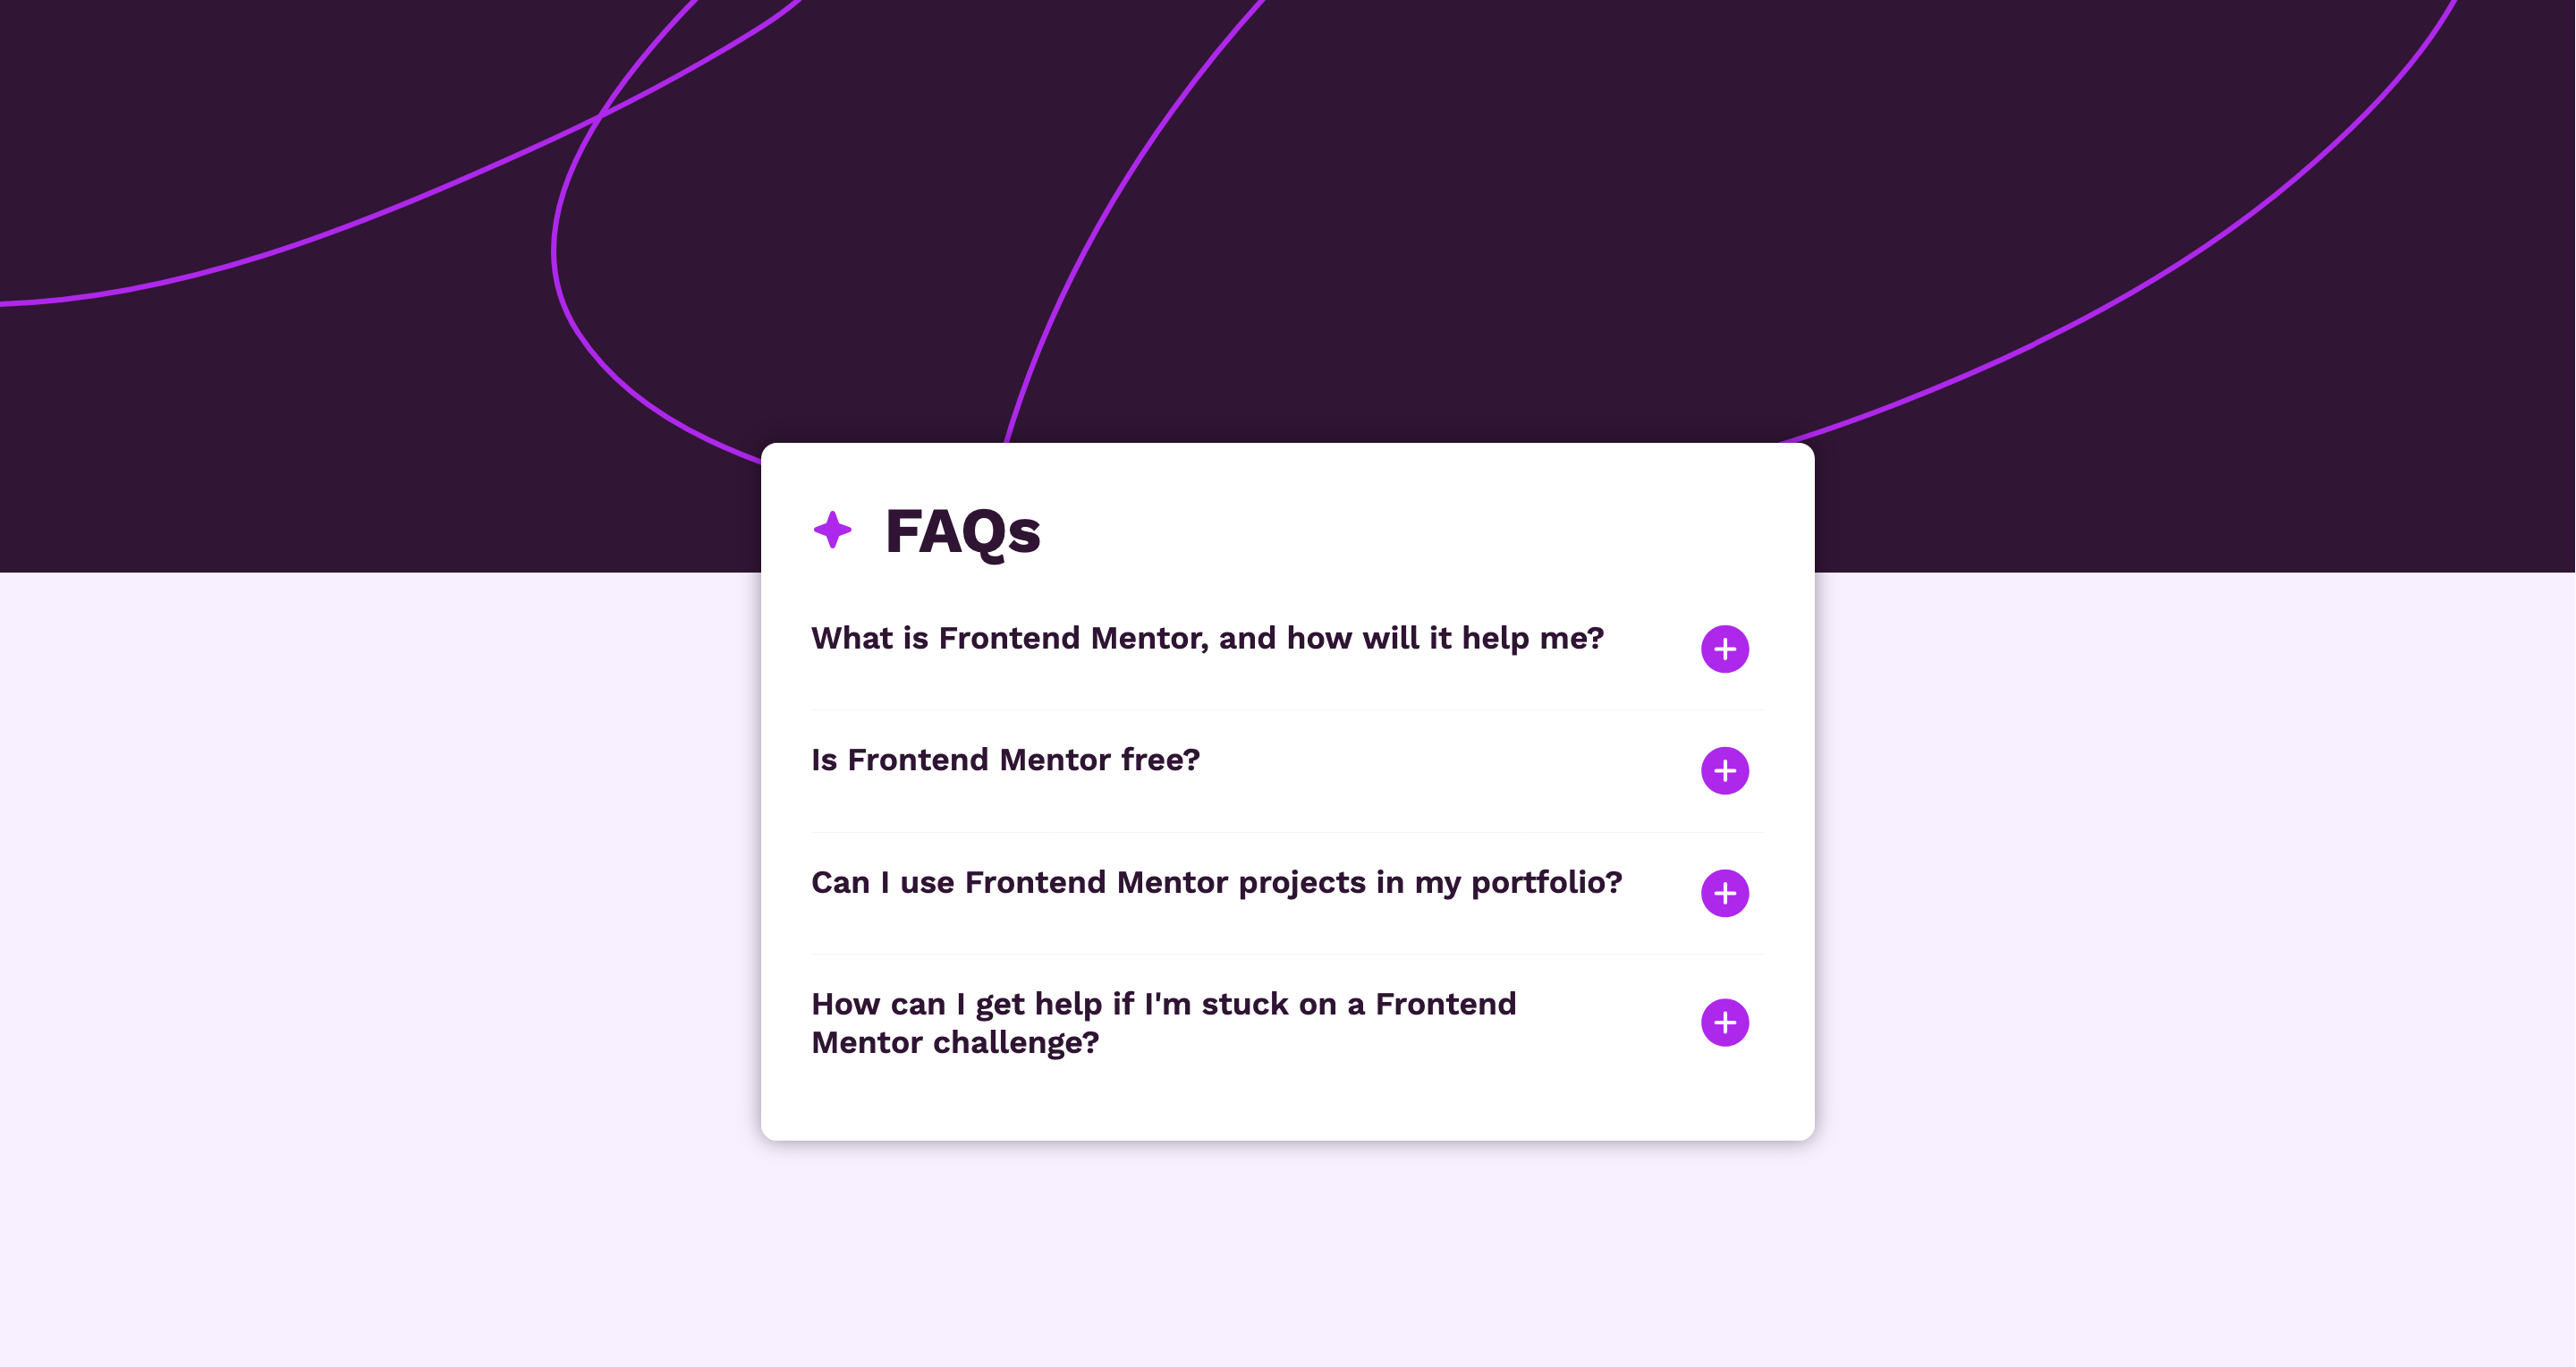 FAQs
What is Frontend Mentor, and how will it help me?
Is Frontend Mentor free?
Can I use Frontend Mentor projects in my portfolio?
How can I get help if I'm stuck on a Frontend
Mentor challenge?